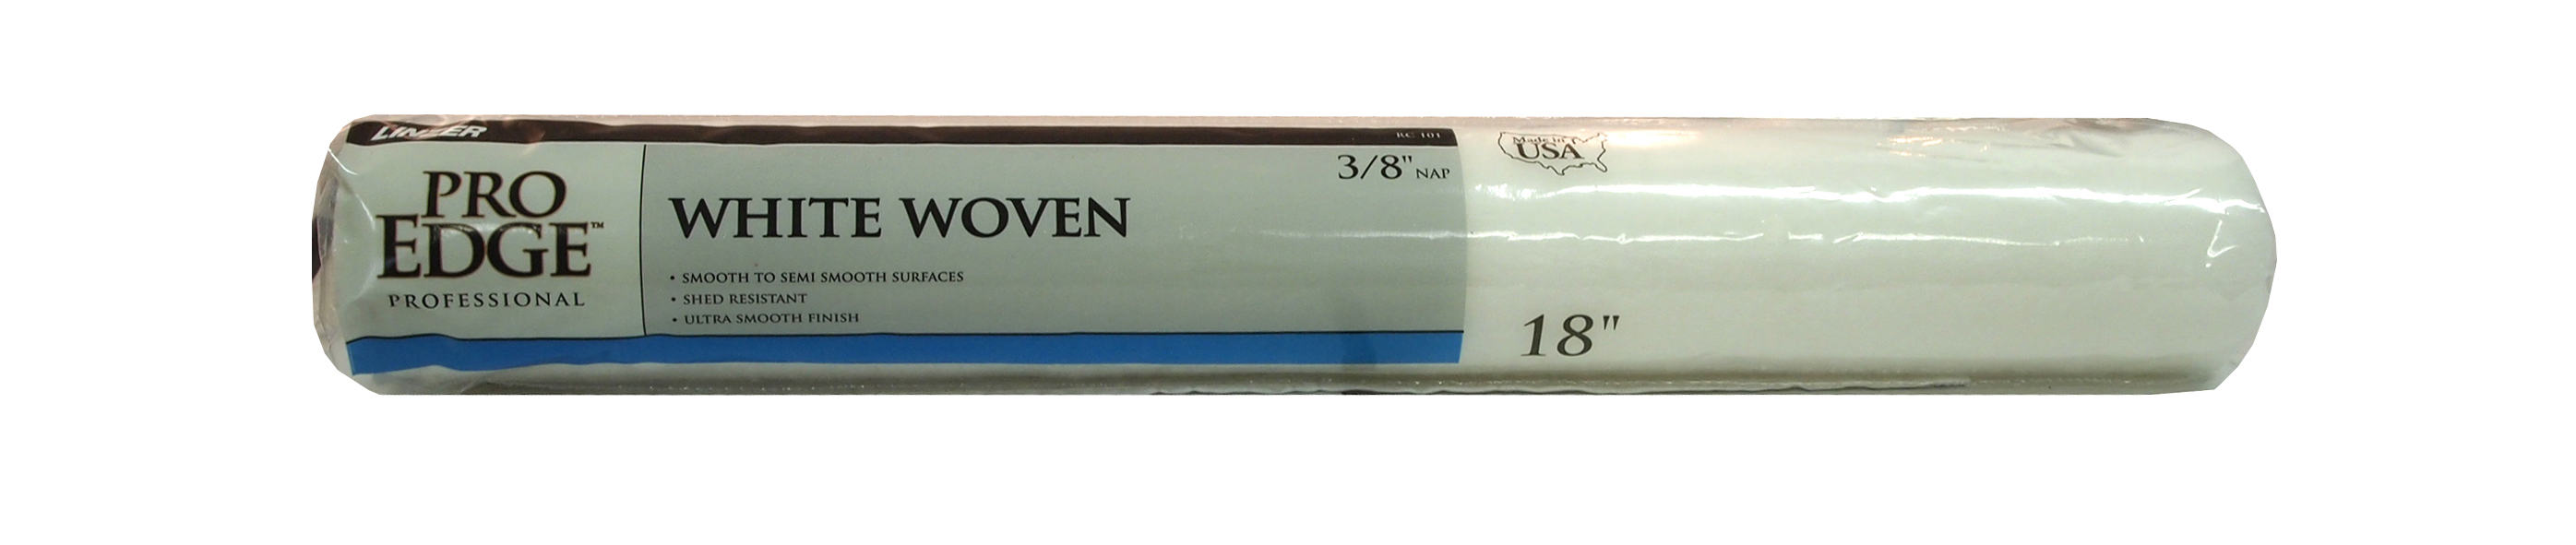 LINZER
RC 101
PRO
EDGE™
PROFESSIONAL
WHITE WOVEN
3/8" NAP
• SMOOTH TO SEMI SMOOTH SURFACES
• SHED RESISTANT
• ULTRA SMOOTH FINISH
Made in
USA
18"